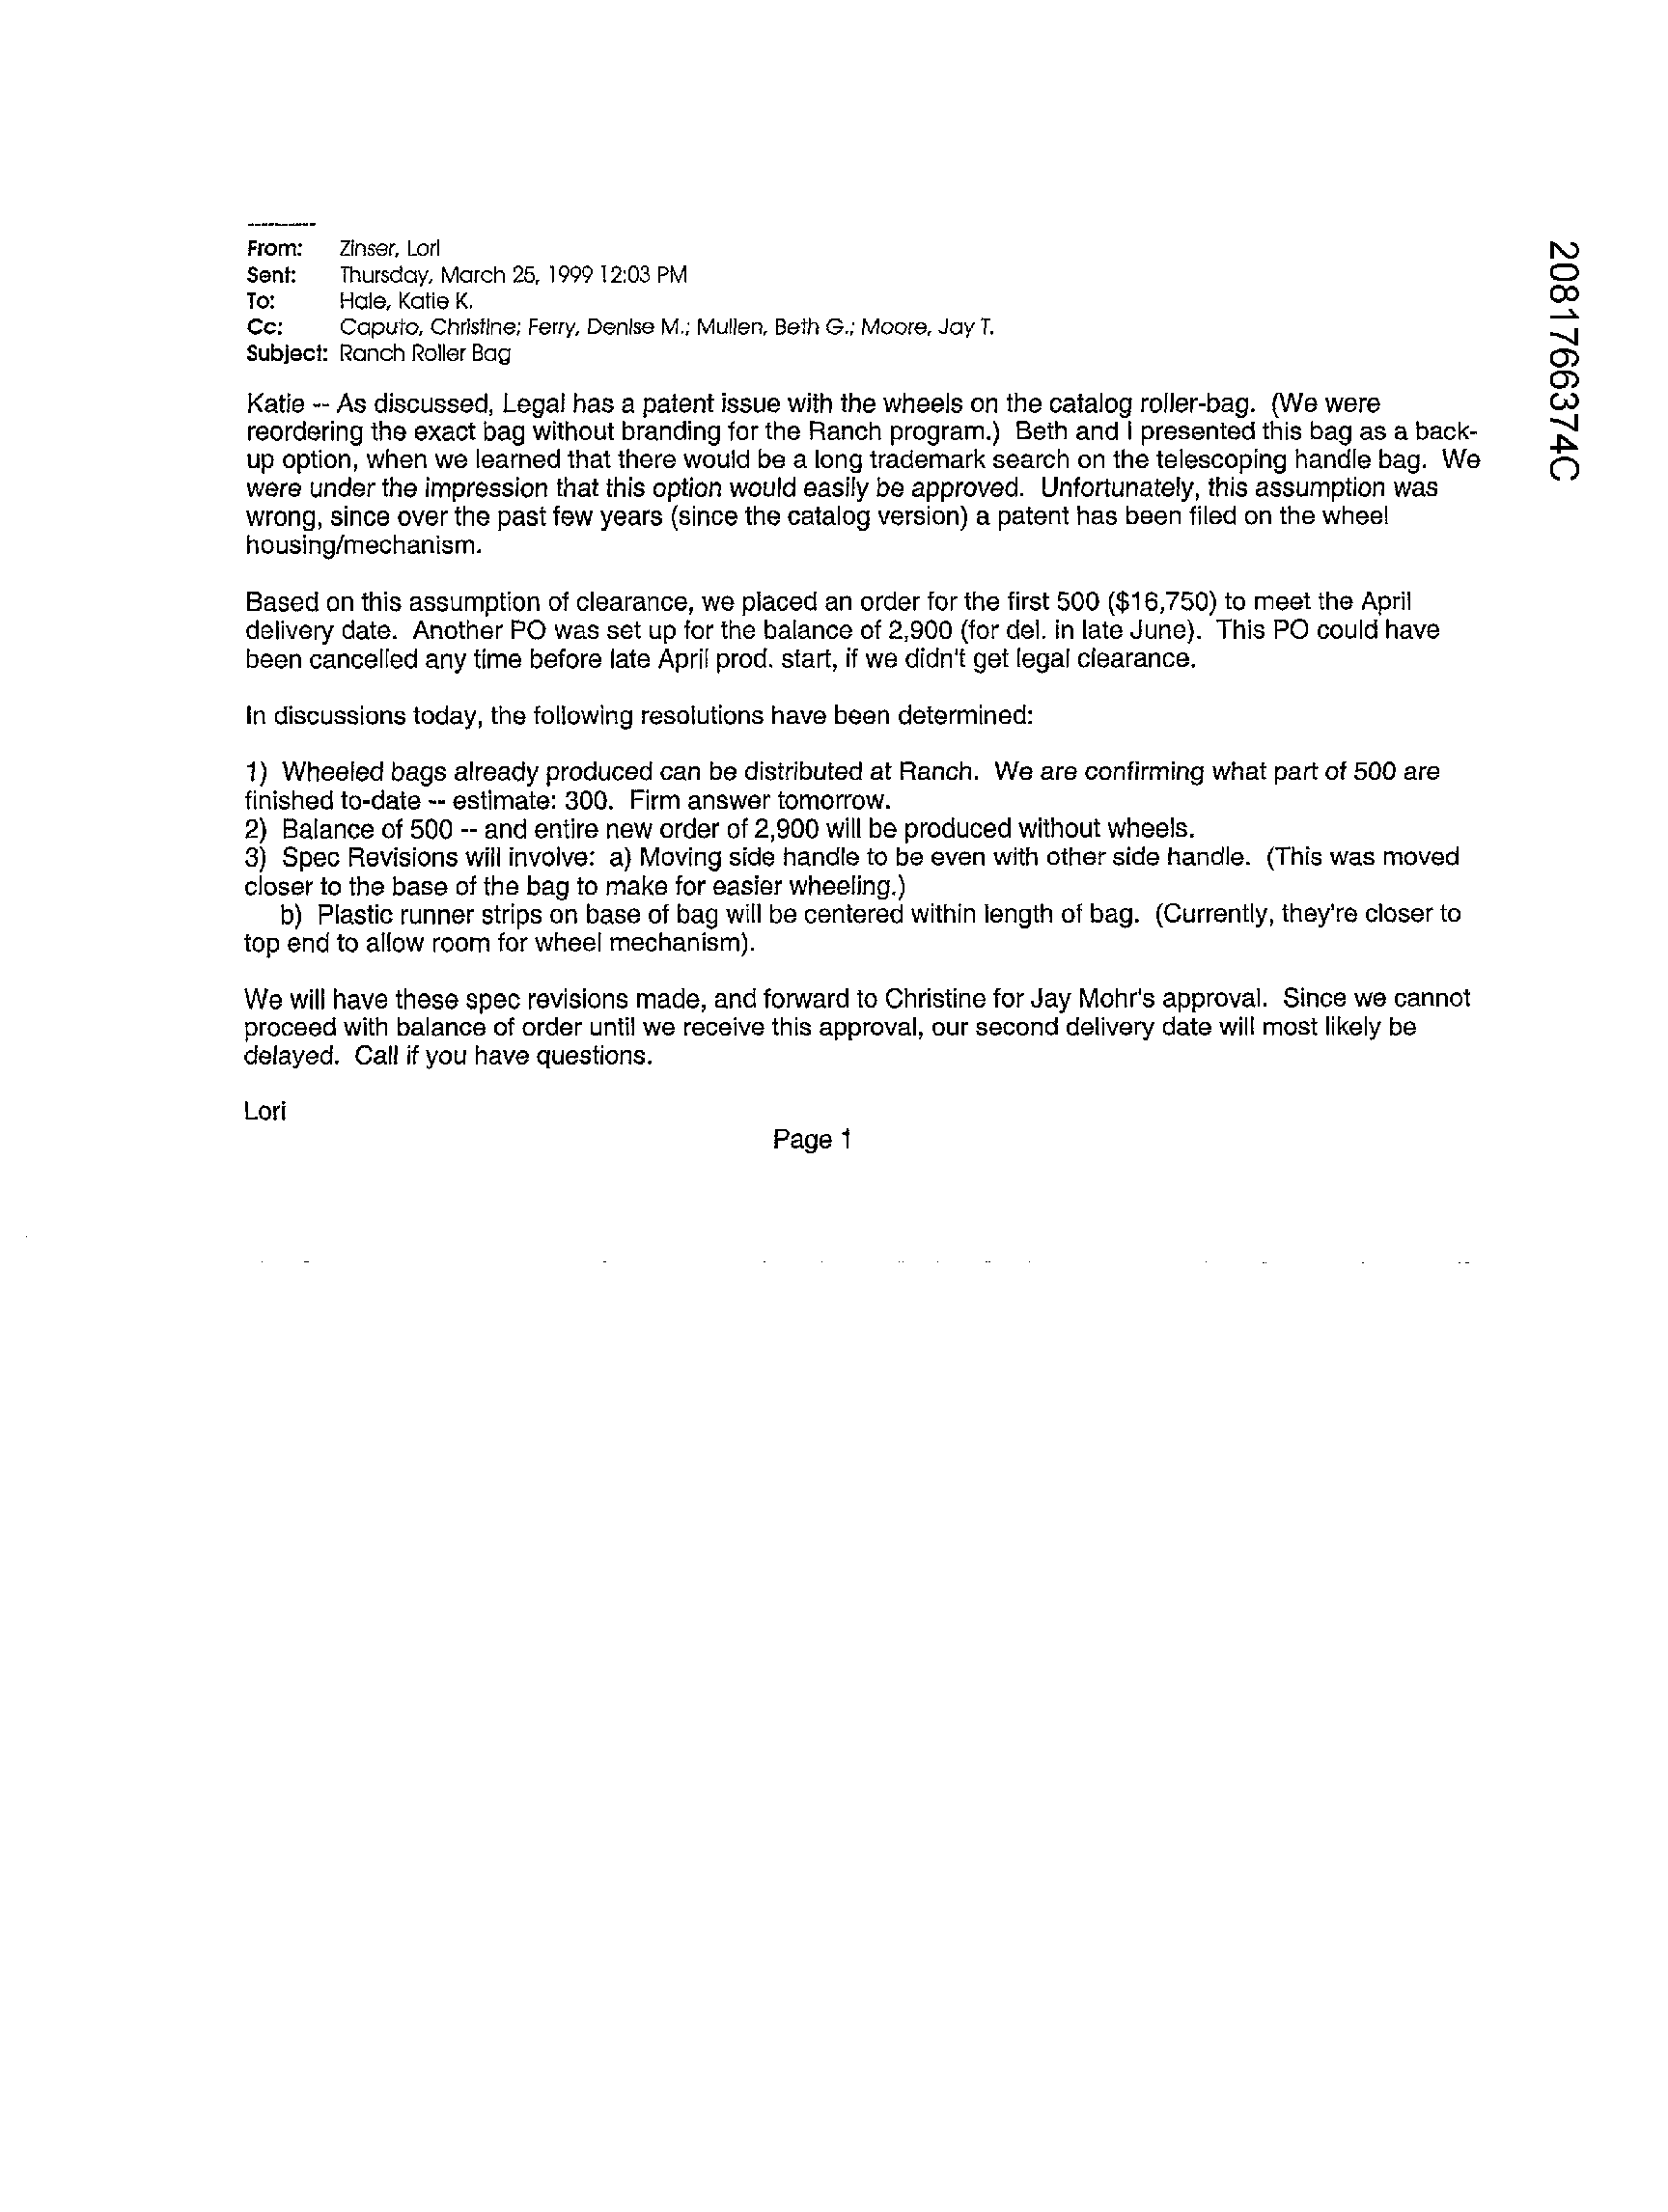 From: Zinser, Lori
Sent: Thursday, March 25, 1999 12:03 PM
To: Hale, Katie K.
Cc: Caputo, Christine; Ferry, Denise M.; Mullen, Beth G.; Moore, Jay T.
Subject: Ranch Roller Bag
Katie -- As discussed, Legal has a patent issue with the wheels on the catalog roller-bag. (We were
reordering the exact bag without branding for the Ranch program.) Beth and I presented this bag as a back-
up option, when we learned that there would be a long trademark search on the telescoping handle bag. We
were under the impression that this option would easily be approved. Unfortunately, this assumption was
wrong, since over the past few years (since the catalog version) a patent has been filed on the wheel
housing/mechanism.
Based on this assumption of clearance, we placed an order for the first 500 ($16,750) to meet the April
delivery date. Another PO was set up for the balance of 2,900 (for del. in late June). This PO could have
been cancelled any time before late April prod. start, if we didn't get legal clearance.
In discussions today, the following resolutions have been determined:
1) Wheeled bags already produced can be distributed at Ranch. We are confirming what part of 500 are
finished to-date -- estimate: 300. Firm answer tomorrow.
2) Balance of 500 -- and entire new order of 2,900 will be produced without wheels.
3) Spec Revisions will involve: a) Moving side handle to be even with other side handle. (This was moved
closer to the base of the bag to make for easier wheeling.)
b) Plastic runner strips on base of bag will be centered within length of bag. (Currently, they're closer to
top end to allow room for wheel mechanism).
We will have these spec revisions made, and forward to Christine for Jay Mohr's approval. Since we cannot
proceed with balance of order until we receive this approval, our second delivery date will most likely be
delayed. Call if you have questions.
Lori
Page 1
2081766374C